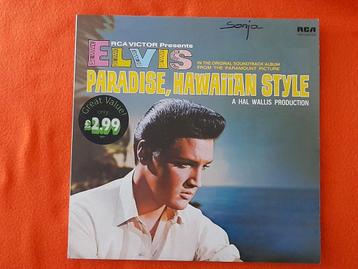 sonja
RCA
RCA VICTOR Presents
ELVIS
IN THE ORIGINAL SOUNDTRACK ALBUM
FROM THE PARAMOUNT PICTURE
PARADISE, HAWAIIAN STYLE
A HAL WALLIS PRODUCTION
Great Value!
£2.99